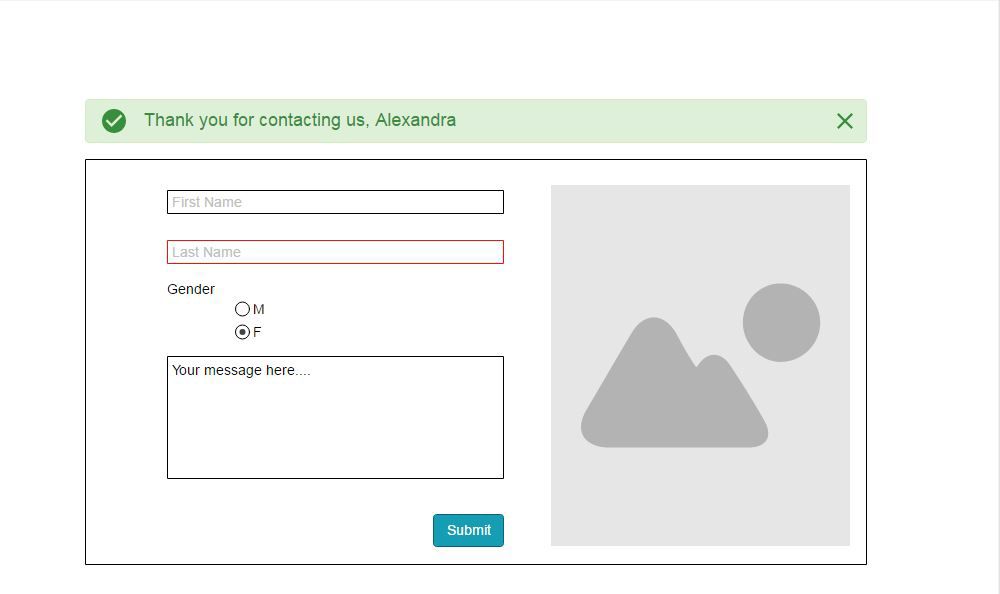 Thank you for contacting us, Alexandra
First Name
Last Name
Gender
M
F
Your message here....
Submit